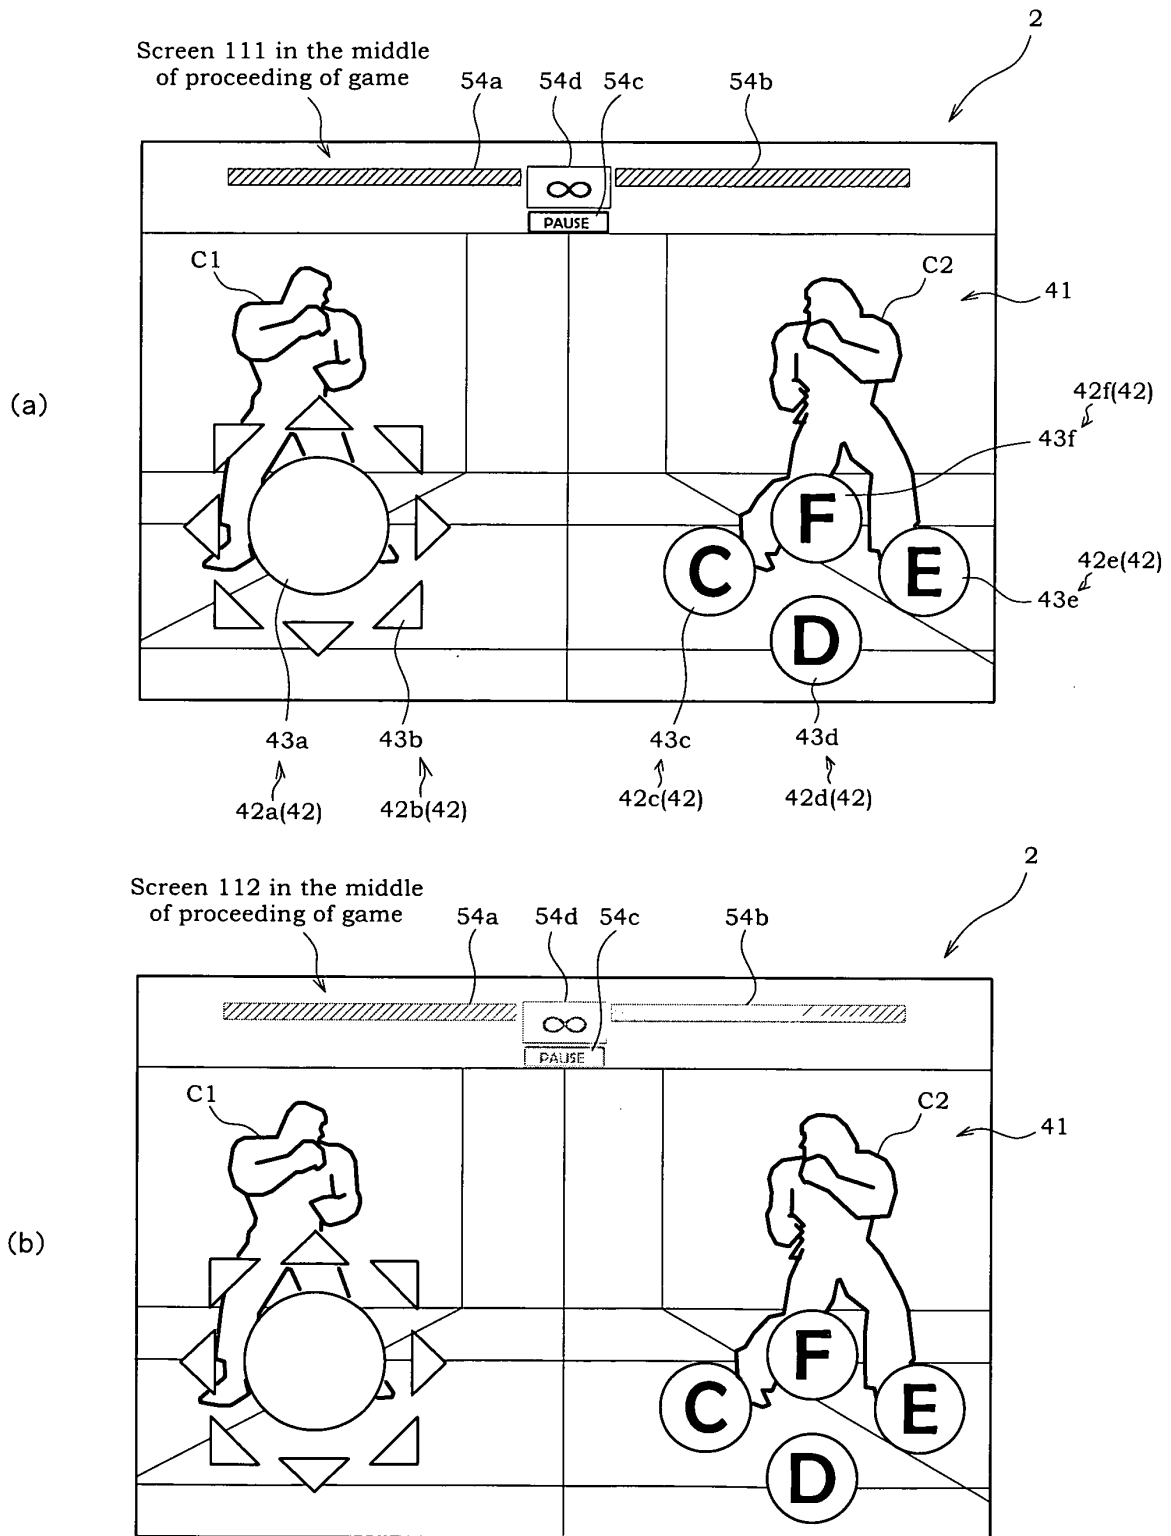 2
Screen 111 in the middle
of proceeding of game
54a
54d
54c
54b
∞
PAUSE
C1
C2
41
(a)
42f(42)
43f
F
C
E
42e(42)
43e
D
43a
43b
43c
43d
42a(42)
42b(42)
42c(42)
42d(42)
2
Screen 112 in the middle
of proceeding of game
54a
54d
54c
54b
∞
PAUSE
C1
C2
41
(b)
F
C
E
D